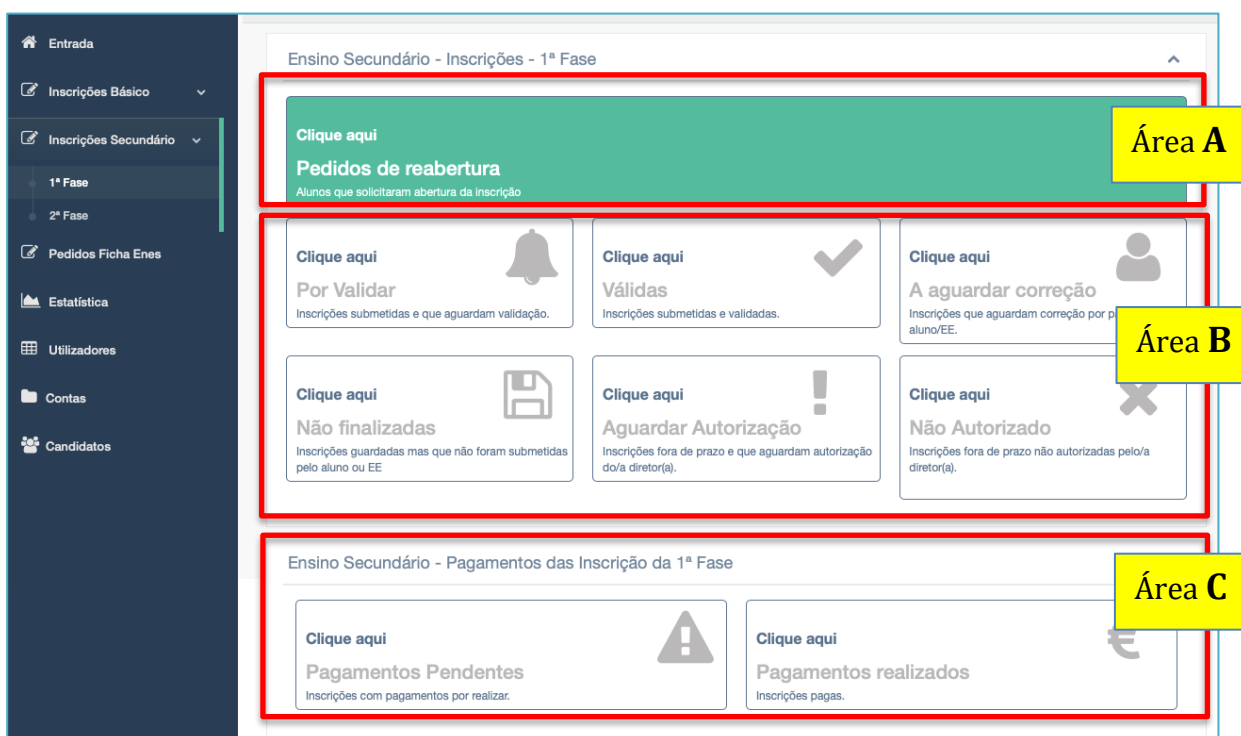 Entrada
Inscrições Básico
Inscrições Secundário
1ª Fase
2ª Fase
Pedidos Ficha Enes
Estatística
Utilizadores
Contas
Candidatos
Ensino Secundário - Inscrições - 1ª Fase
Clique aqui
Pedidos de reabertura
Alunos que solicitaram abertura da inscrição
Área A
Clique aqui
Por Validar
Inscrições submetidas e que aguardam validação.
Clique aqui
Válidas
Inscrições submetidas e validadas.
Clique aqui
A aguardar correção
Inscrições que aguardam correção por
aluno/EE.
Área B
Clique aqui
Não finalizadas
Inscrições guardadas mas que não foram submetidas
pelo aluno ou EE
Clique aqui
Aguardar Autorização
Inscrições fora de prazo e que aguardam autorização
do/a diretor(a).
Clique aqui
Não Autorizado
Inscrições fora de prazo não autorizadas pelo/a
diretor(a).
Ensino Secundário - Pagamentos das Inscrição da 1ª Fase
Área C
Clique aqui
Pagamentos Pendentes
Inscrições com pagamentos por realizar.
Clique aqui
Pagamentos realizados
Inscrições pagas.